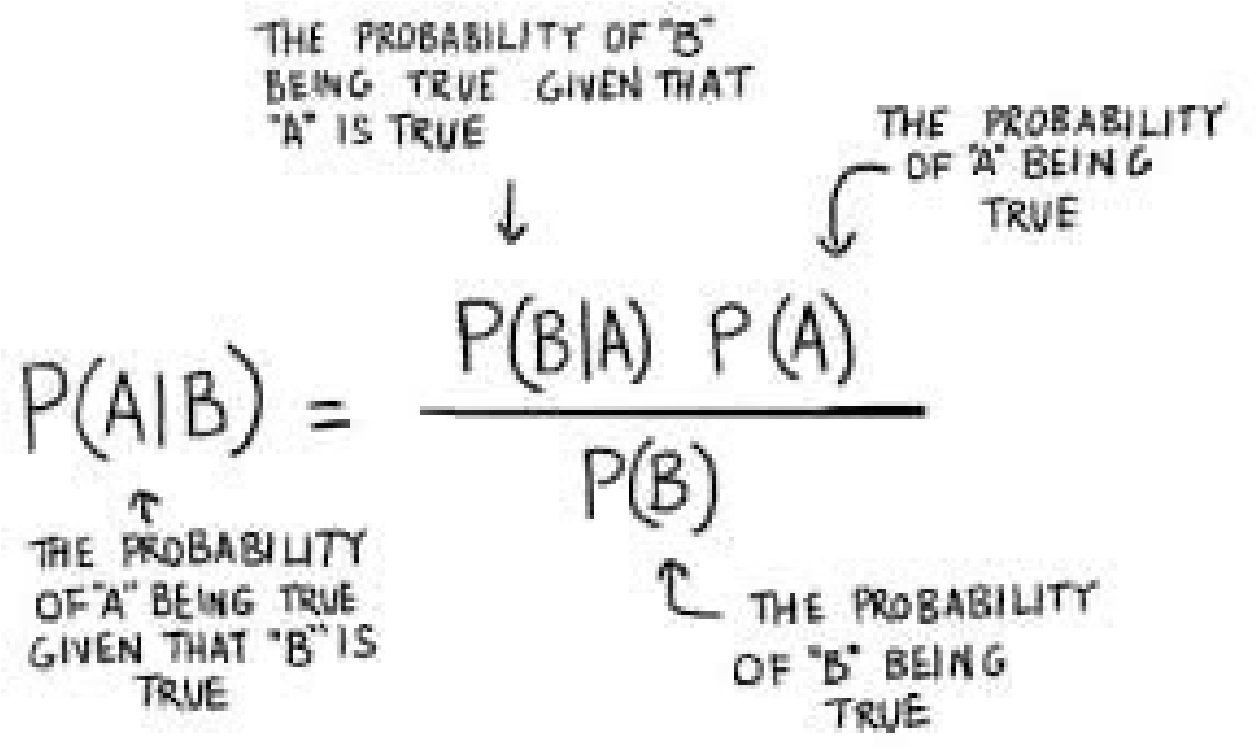 THE PROBABILITY OF "B"
BEING TRUE GIVEN THAT
"A" IS TRUE
THE PROBABILITY
OF "A" BEING
TRUE
P(A|B) = P(B|A) P(A)
P(B)
THE PROBABILITY
OF "A" BEING TRUE
GIVEN THAT "B" IS
TRUE
THE PROBABILITY
OF "B" BEING
TRUE